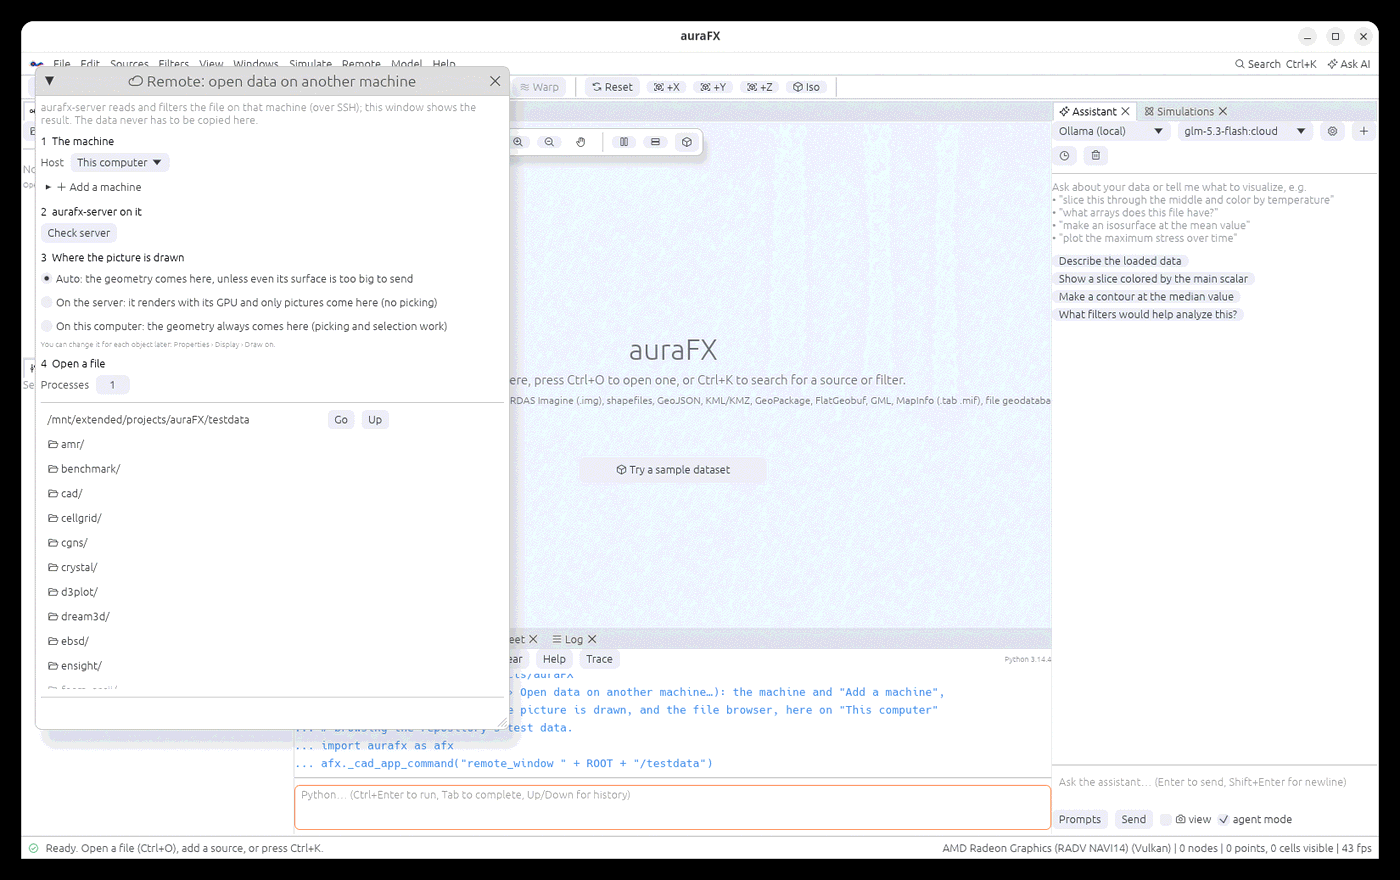 auraFX
File Edit Sources Filters View Windows Simulate Remote Model Help
Search Ctrl+K Ask AI
Remote: open data on another machine
Warp Reset +X +Y +Z Iso
aurafx-server reads and filters the file on that machine (over SSH); this window shows the
result. The data never has to be copied here.
1 The machine
Host This computer
+ Add a machine
2 aurafx-server on it
Check server
3 Where the picture is drawn
Auto: the geometry comes here, unless even its surface is too big to send
On the server: it renders with its GPU and only pictures come here (no picking)
On this computer: the geometry always comes here (picking and selection work)
You can change it for each object later: Properties › Display › Draw on.
4 Open a file
Processes 1
/mnt/extended/projects/auraFX/testdata Go Up
amr/
benchmark/
cad/
cellgrid/
cgns/
crystal/
d3plot/
dream3d/
ebsd/
ensight/
auraFX
ere, press Ctrl+O to open one, or Ctrl+K to search for a source or filter.
RDAS Imagine (.img), shapefiles, GeoJSON, KML/KMZ, GeoPackage, FlatGeobuf, GML, MapInfo (.tab .mif), file geodataba
Try a sample dataset
eet Log
ear Help Trace
Python 3.14.4
> Open data on another machine…): the machine and "Add a machine",
e picture is drawn, and the file browser, here on "This computer"
test data.
... import aurafx as afx
... afx._cad_app_command("remote_window " + ROOT + "/testdata")
Python… (Ctrl+Enter to run, Tab to complete, Up/Down for history)
Assistant Simulations
Ollama (local) glm-5.3-flash:cloud
Ask about your data or tell me what to visualize, e.g.
• "slice this through the middle and color by temperature"
• "what arrays does this file have?"
• "make an isosurface at the mean value"
• "plot the maximum stress over time"
Describe the loaded data
Show a slice colored by the main scalar
Make a contour at the median value
What filters would help analyze this?
Ask the assistant… (Enter to send, Shift+Enter for newline)
Prompts Send view agent mode
Ready. Open a file (Ctrl+O), add a source, or press Ctrl+K.
AMD Radeon Graphics (RADV NAVI14) (Vulkan) | 0 nodes | 0 points, 0 cells visible | 43 fps